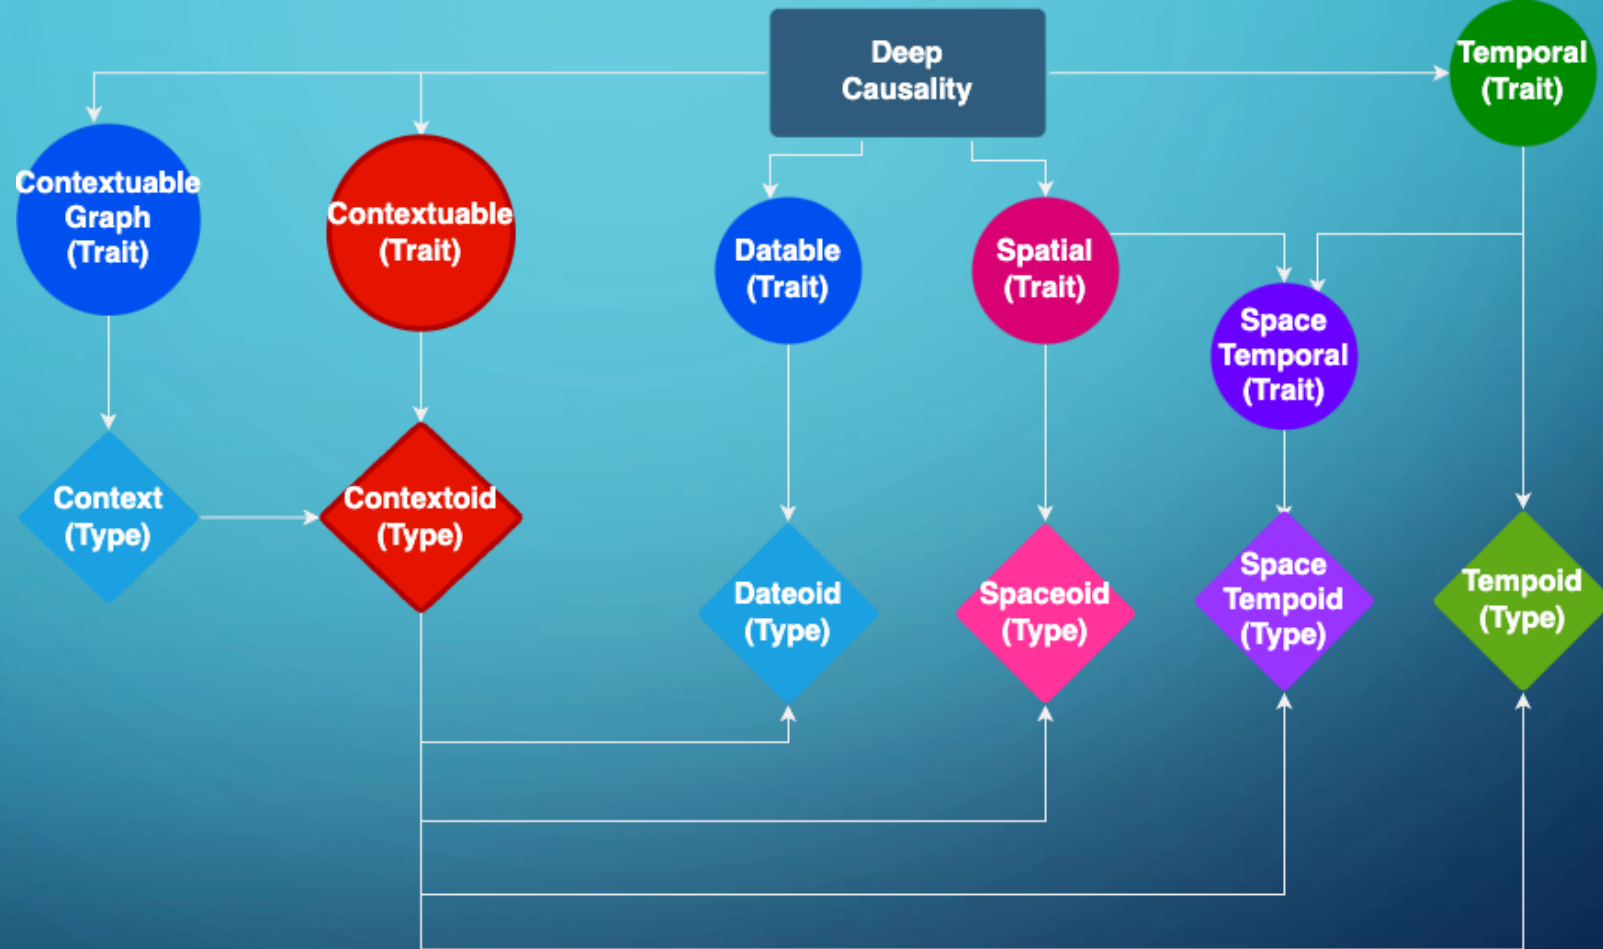 Deep
Causality
Temporal
(Trait)
Contextuable
Graph
(Trait)
Contextuable
(Trait)
Datable
(Trait)
Spatial
(Trait)
Space
Temporal
(Trait)
Context
(Type)
Contextoid
(Type)
Dateoid
(Type)
Spaceoid
(Type)
Space
Tempoid
(Type)
Tempoid
(Type)